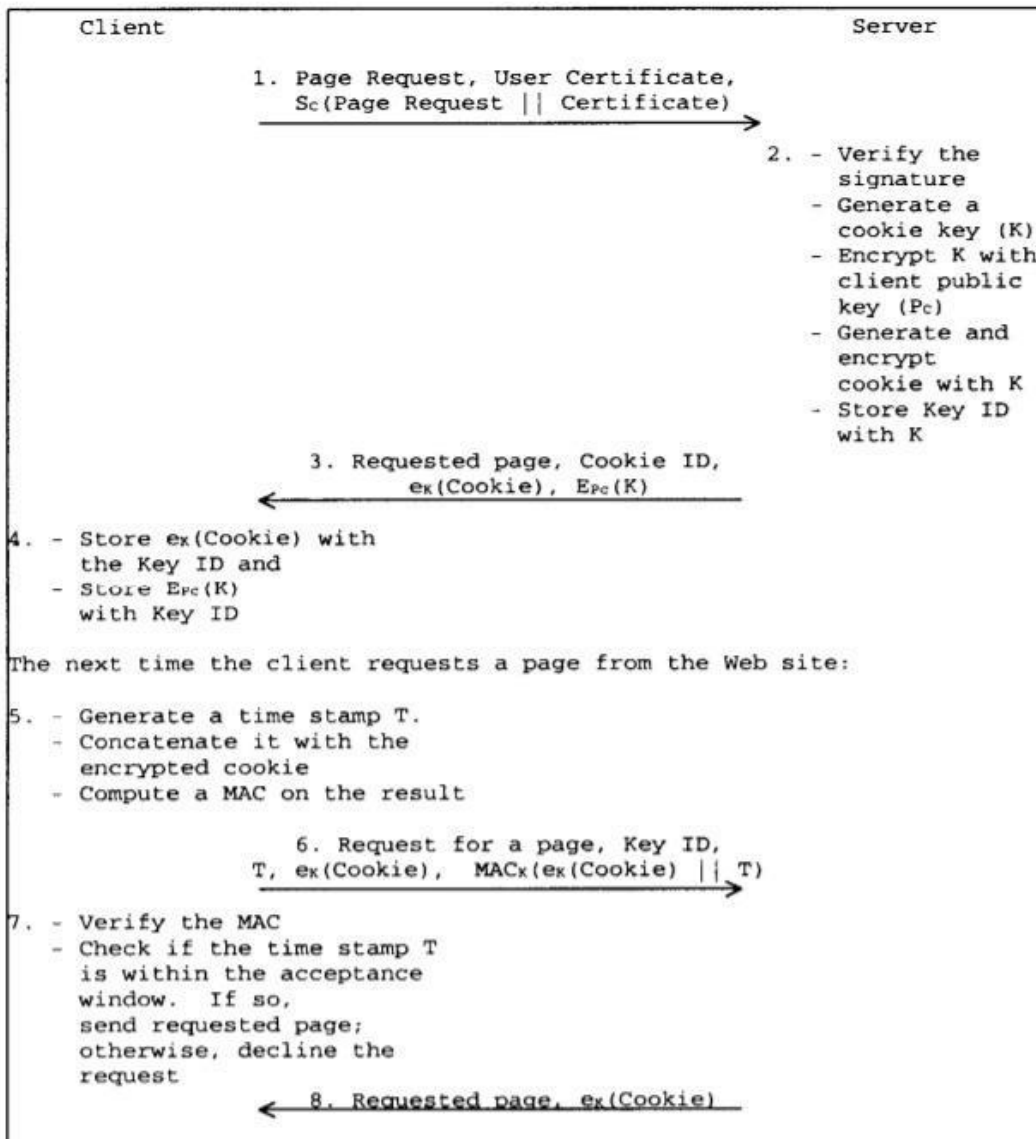 Client Server
1. Page Request, User Certificate,
Sc(Page Request || Certificate)
2. - Verify the
signature
- Generate a
cookie key (K)
- Encrypt K with
client public
key (Pc)
- Generate and
encrypt
cookie with K
- Store Key ID
with K
3. Requested page, Cookie ID,
eK(Cookie), EPc(K)
4. - Store eK(Cookie) with
the Key ID and
- Store EPc(K)
with Key ID
The next time the client requests a page from the Web site:
5. - Generate a time stamp T.
- Concatenate it with the
encrypted cookie
- Compute a MAC on the result
6. Request for a page, Key ID,
T, eK(Cookie), MACK(eK(Cookie) || T)
7. - Verify the MAC
- Check if the time stamp T
is within the acceptance
window. If so,
send requested page;
otherwise, decline the
request
8. Requested page, eK(Cookie)